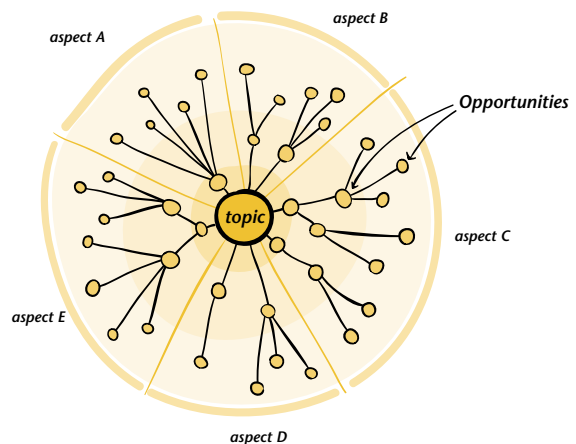 aspect B
aspect A
Opportunities
topic
aspect C
aspect E
aspect D